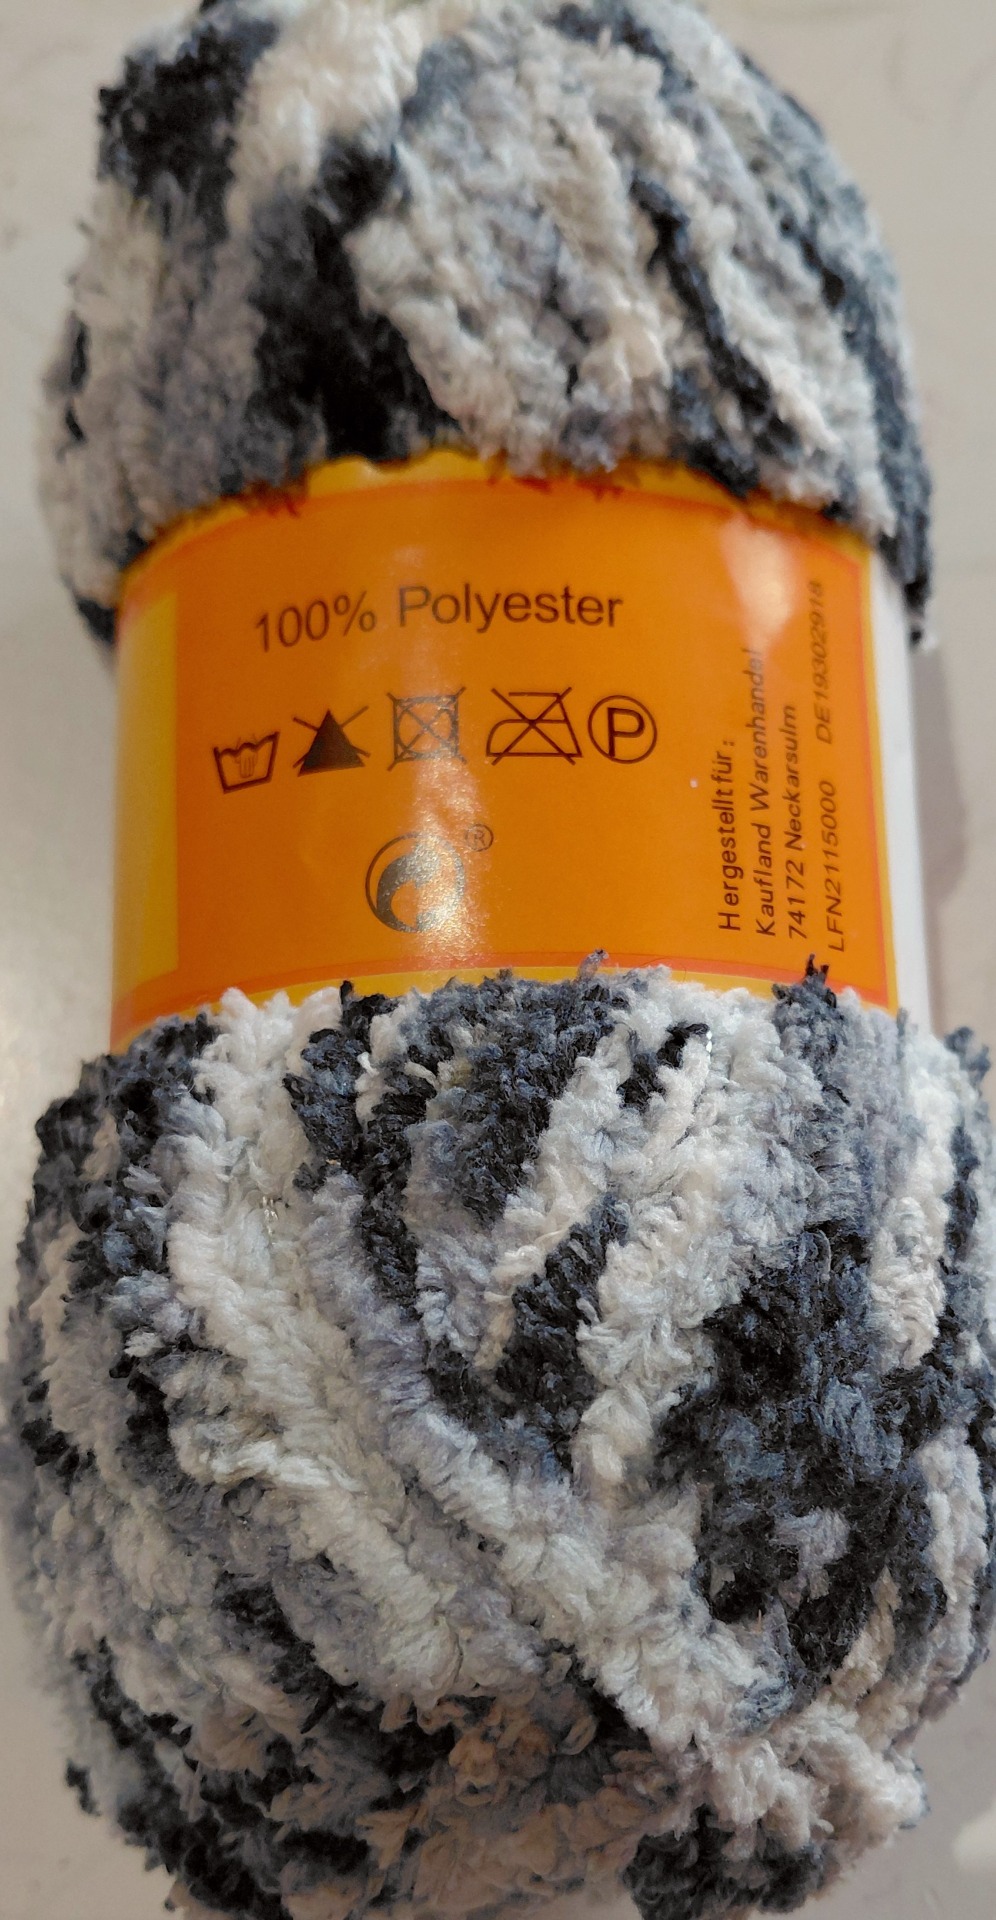 100% Polyester
P
®
Hergestellt für:
Kaufland Warenhandel
74172 Neckarsulm
LFN2115000 DE19302918